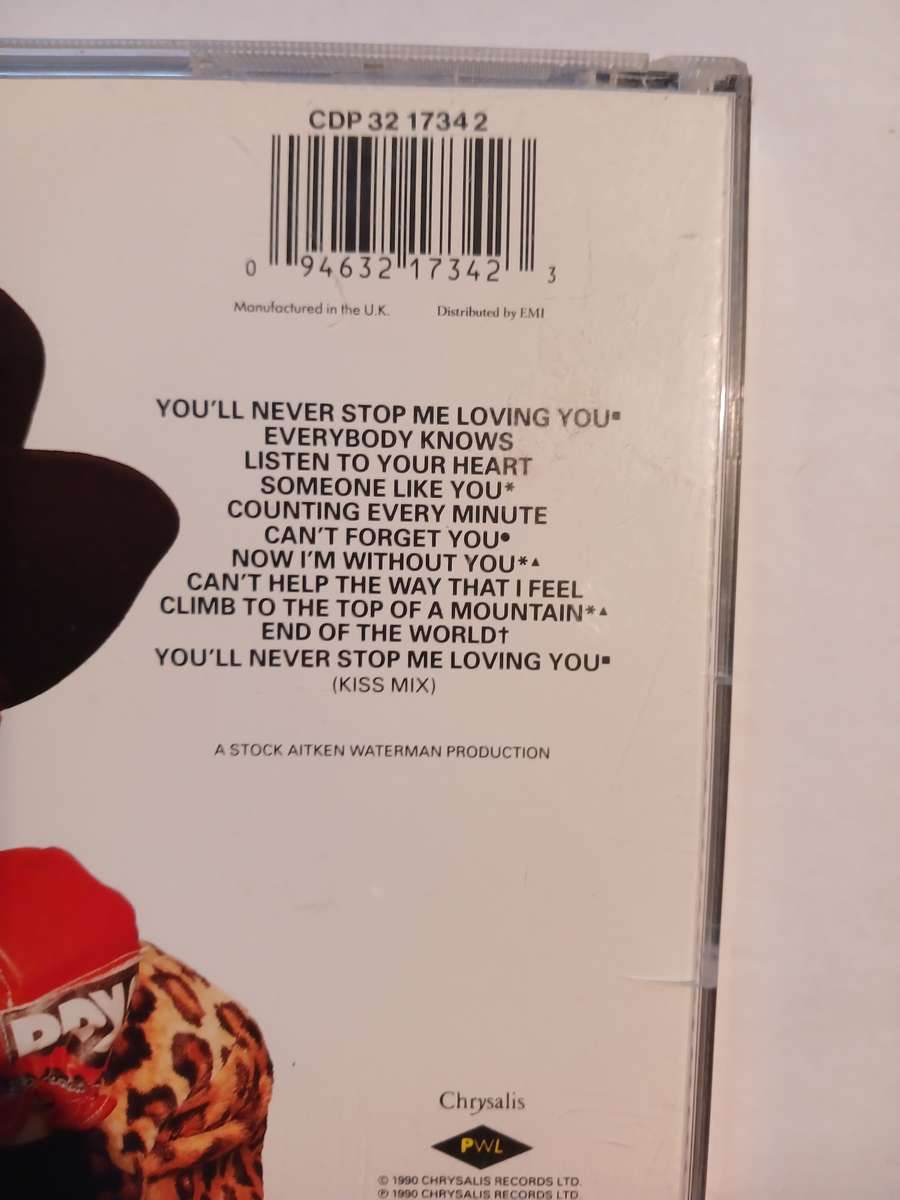 CDP 32 1734 2
0 94632 17342 3
Manufactured in the U.K. Distributed by EMI
YOU'LL NEVER STOP ME LOVING YOU▪
EVERYBODY KNOWS
LISTEN TO YOUR HEART
SOMEONE LIKE YOU*
COUNTING EVERY MINUTE
CAN'T FORGET YOU•
NOW I'M WITHOUT YOU*▲
CAN'T HELP THE WAY THAT I FEEL
CLIMB TO THE TOP OF A MOUNTAIN*▲
END OF THE WORLD†
YOU'LL NEVER STOP ME LOVING YOU▪
(KISS MIX)
A STOCK AITKEN WATERMAN PRODUCTION
DDY
Chrysalis
PWL
© 1990 CHRYSALIS RECORDS LTD.
℗ 1990 CHRYSALIS RECORDS LTD.